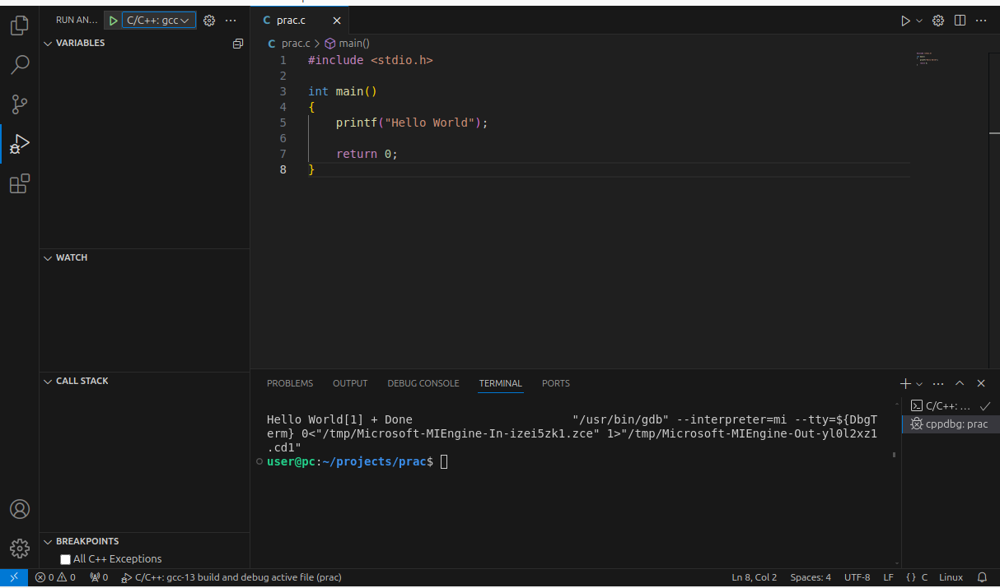 RUN AN... C/C++: gcc
VARIABLES
WATCH
CALL STACK
BREAKPOINTS
All C++ Exceptions
C prac.c
C prac.c > main()
1 #include <stdio.h>
2
3 int main()
4 {
5     printf("Hello World");
6
7     return 0;
8 }
PROBLEMS OUTPUT DEBUG CONSOLE TERMINAL PORTS
Hello World[1] + Done                       "/usr/bin/gdb" --interpreter=mi --tty=${DbgT
erm} 0<"/tmp/Microsoft-MIEngine-In-izei5zk1.zce" 1>"/tmp/Microsoft-MIEngine-Out-yl0l2xz1
.cd1"
user@pc:~/projects/prac$
C/C++: ...
cppdbg: prac
0 0 0 C/C++: gcc-13 build and debug active file (prac) Ln 8, Col 2 Spaces: 4 UTF-8 LF {} C Linux